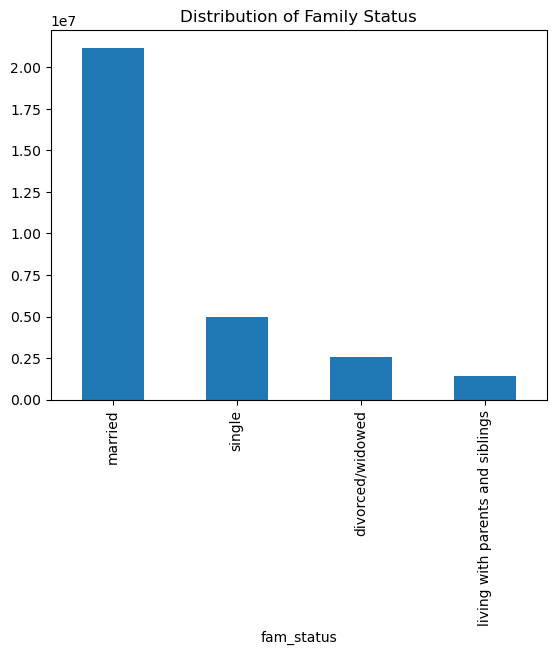 Distribution of Family Status
1e7
2.00
1.75
1.50
1.25
1.00
0.75
0.50
0.25
0.00
married
single
divorced/widowed
living with parents and siblings
fam_status